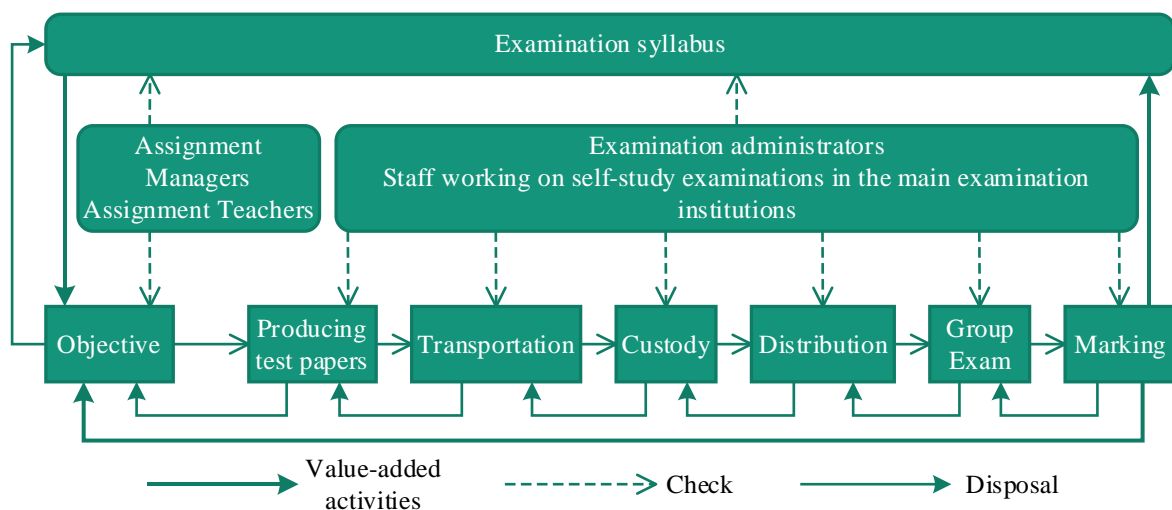 Examination syllabus
Assignment
Managers
Assignment Teachers
Examination administrators
Staff working on self-study examinations in the main examination
institutions
Objective
Producing
test papers
Transportation
Custody
Distribution
Group
Exam
Marking
Value-added
activities
Check
Disposal